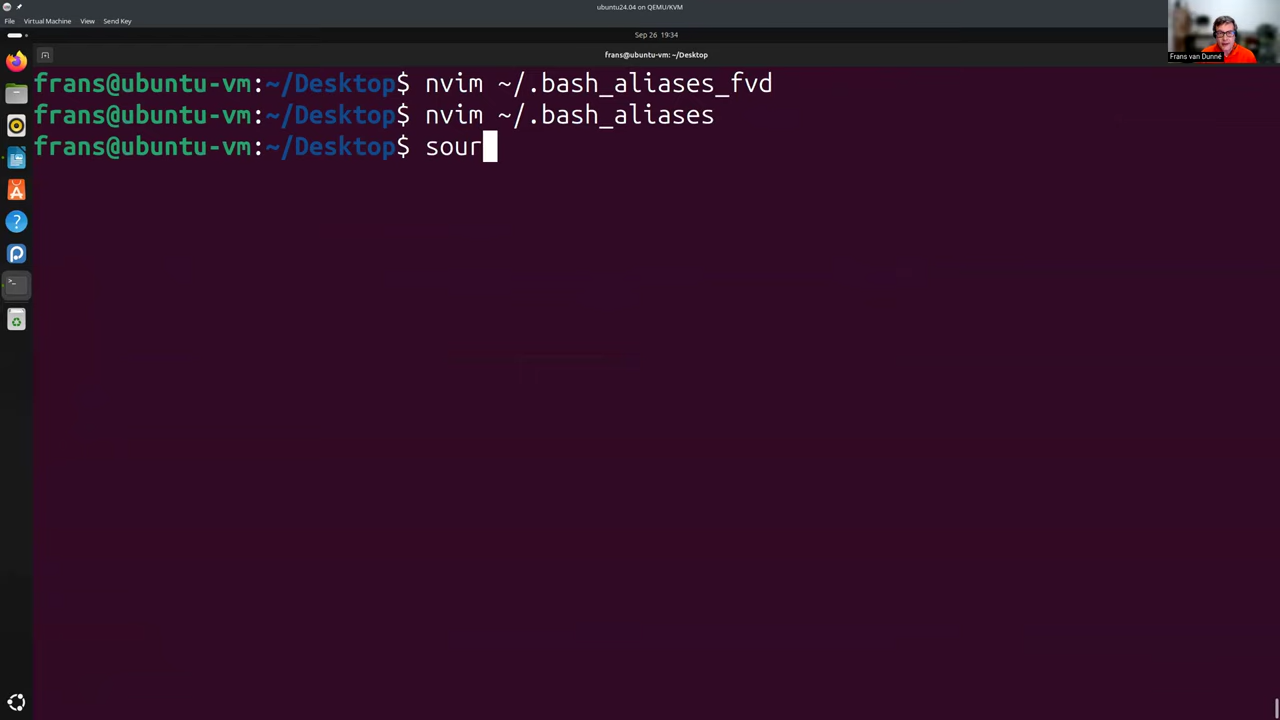 ubuntu24.04 on QEMU/KVM
File Virtual Machine View Send Key
Sep 26 19:34
frans@ubuntu-vm: ~/Desktop
Frans van Dunné
frans@ubuntu-vm:~/Desktop$ nvim ~/.bash_aliases_fvd
frans@ubuntu-vm:~/Desktop$ nvim ~/.bash_aliases
frans@ubuntu-vm:~/Desktop$ sour